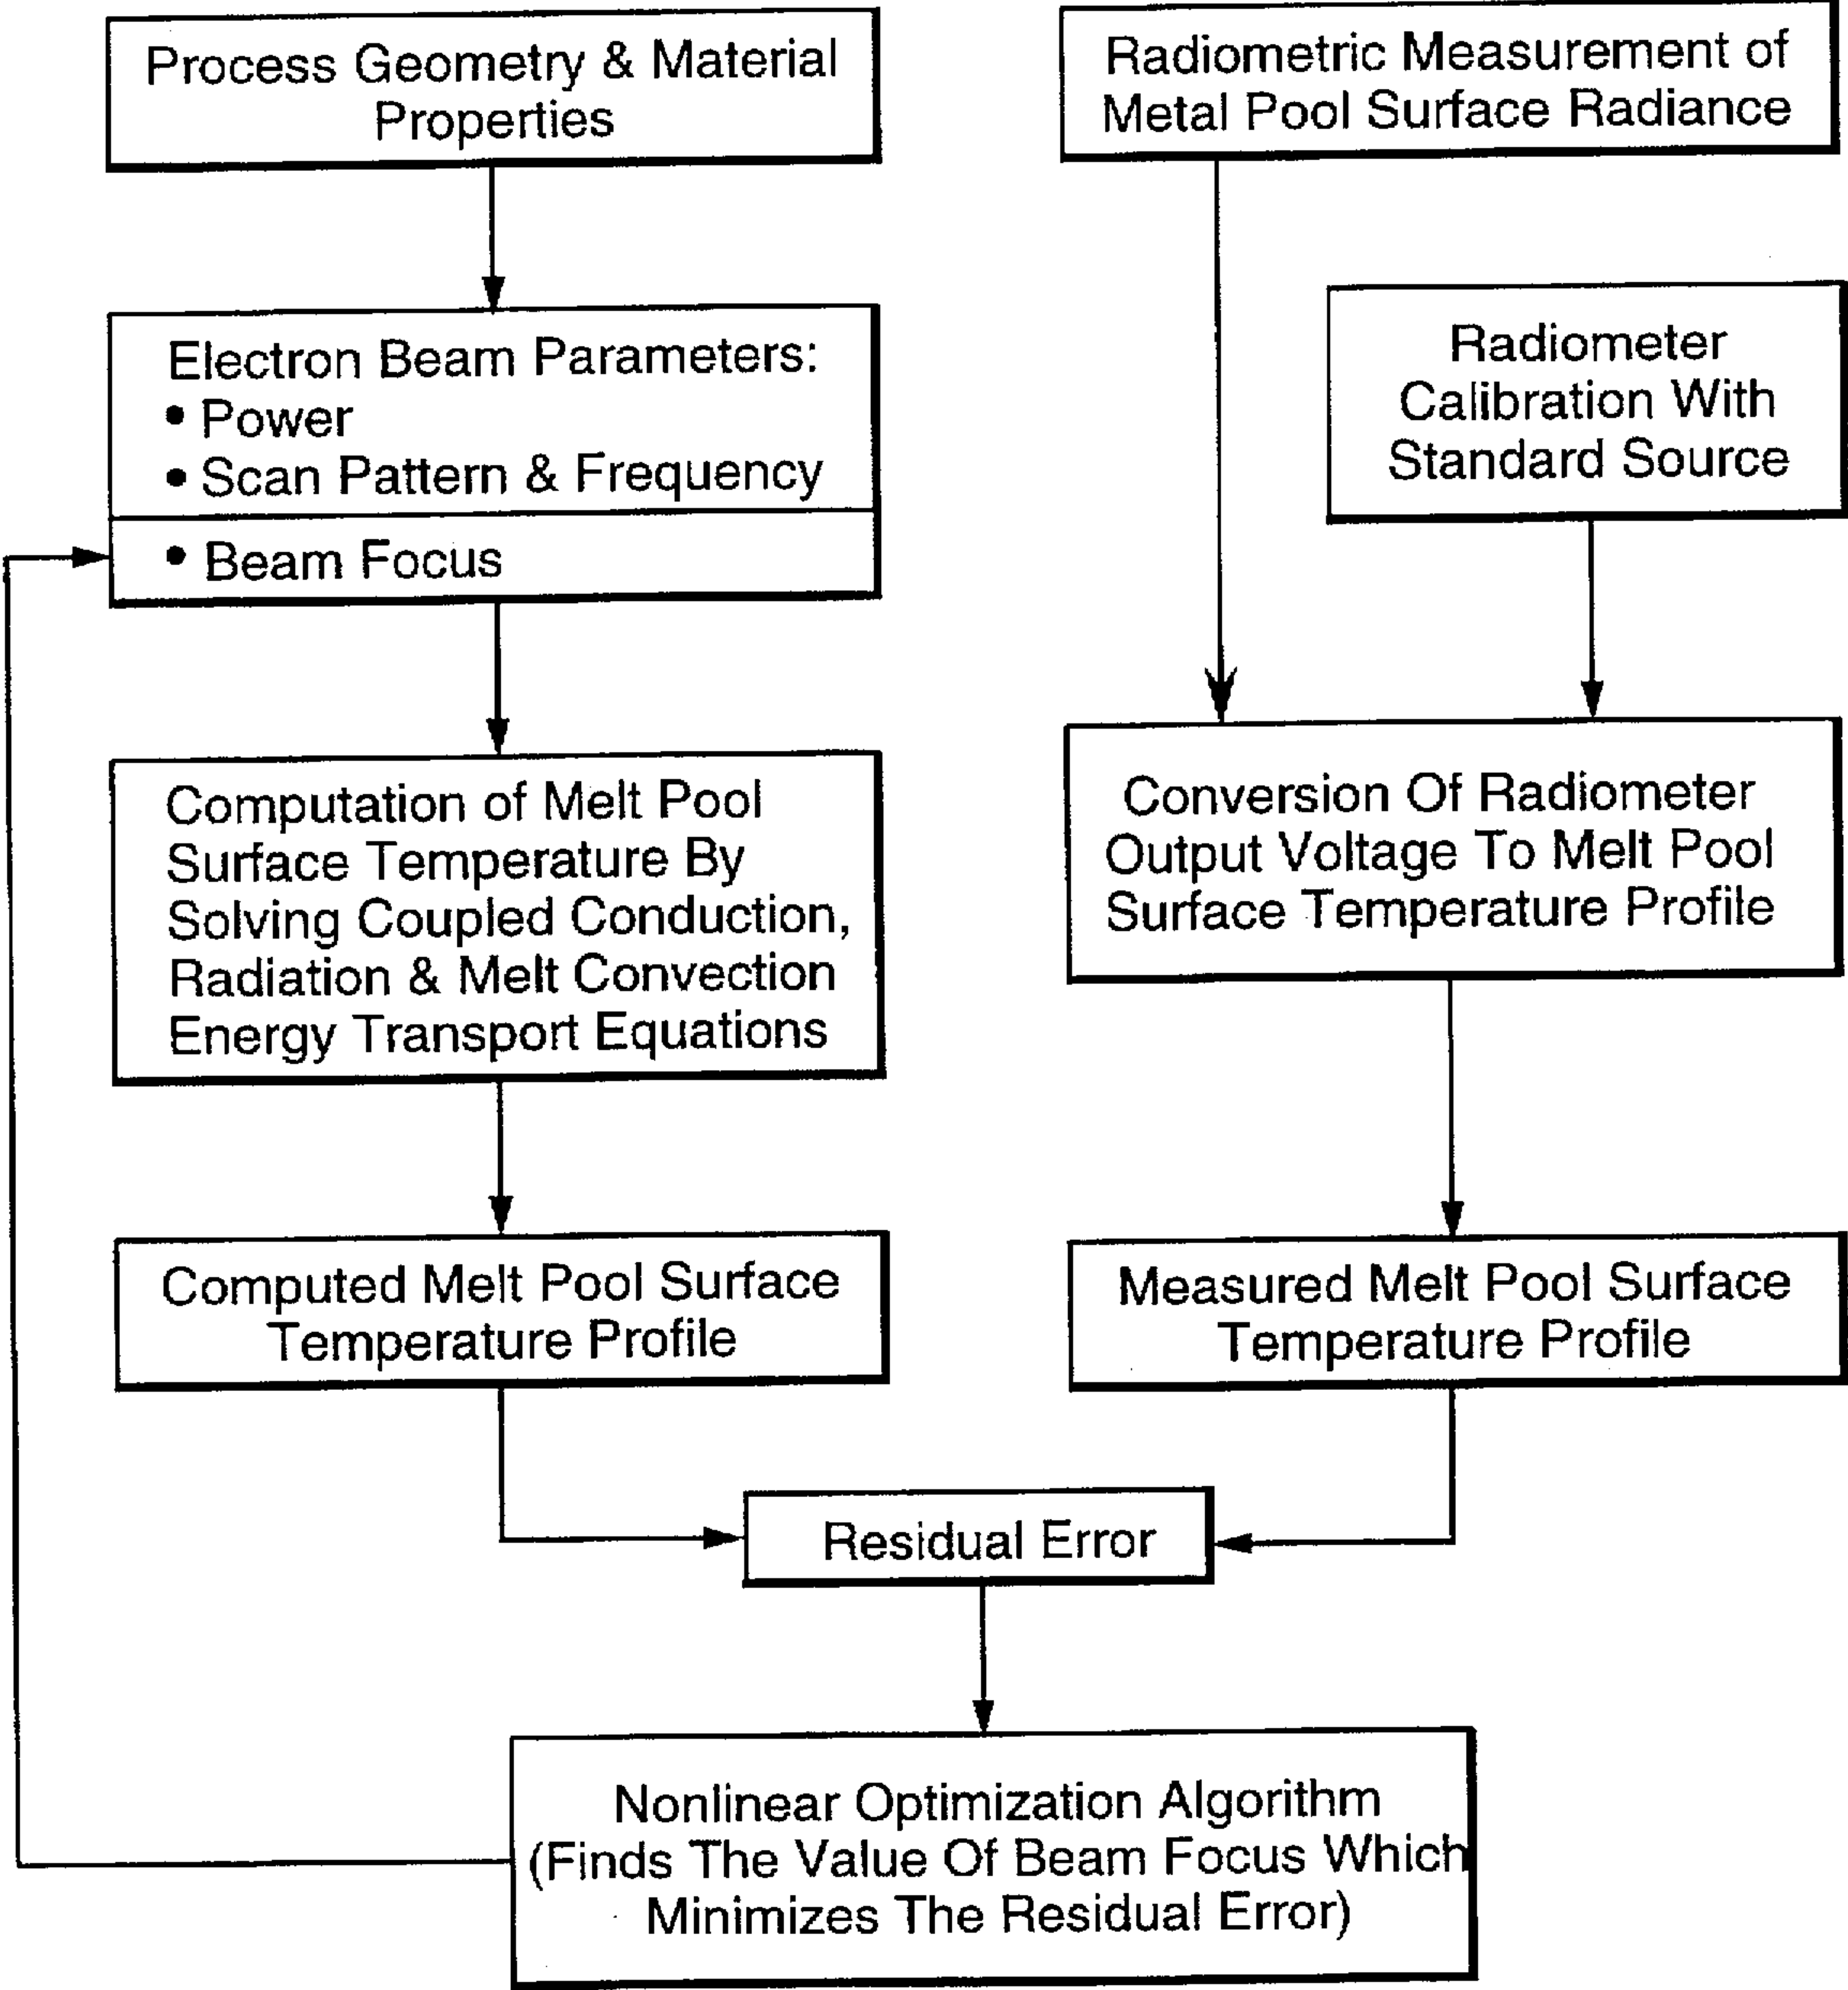 Process Geometry & Material
Properties
Radiometric Measurement of
Metal Pool Surface Radiance
Electron Beam Parameters:
• Power
• Scan Pattern & Frequency
• Beam Focus
Radiometer
Calibration With
Standard Source
Computation of Melt Pool
Surface Temperature By
Solving Coupled Conduction,
Radiation & Melt Convection
Energy Transport Equations
Conversion Of Radiometer
Output Voltage To Melt Pool
Surface Temperature Profile
Computed Melt Pool Surface
Temperature Profile
Measured Melt Pool Surface
Temperature Profile
Residual Error
Nonlinear Optimization Algorithm
(Finds The Value Of Beam Focus Which
Minimizes The Residual Error)